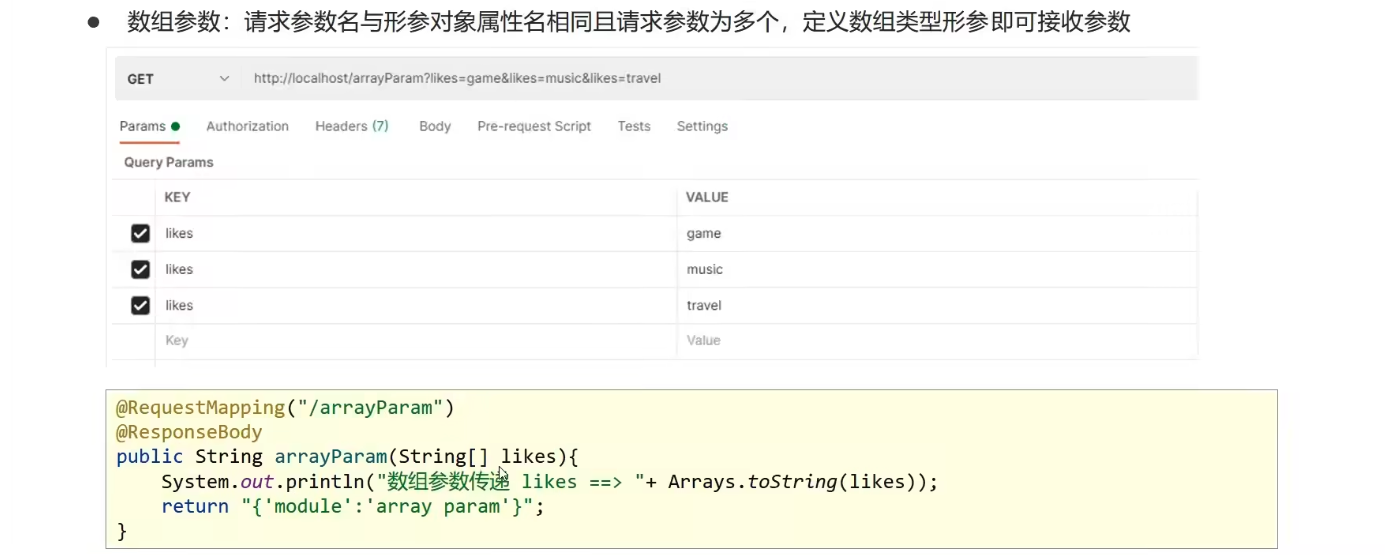 ● 数组参数：请求参数名与形参对象属性名相同且请求参数为多个，定义数组类型形参即可接收参数
GET http://localhost/arrayParam?likes=game&likes=music&likes=travel
Params Authorization Headers (7) Body Pre-request Script Tests Settings
Query Params
KEY VALUE
likes game
likes music
likes travel
Key Value
@RequestMapping("/arrayParam")
@ResponseBody
public String arrayParam(String[] likes){
    System.out.println("数组参数传递 likes ==> "+ Arrays.toString(likes));
    return "{'module':'array param'}";
}